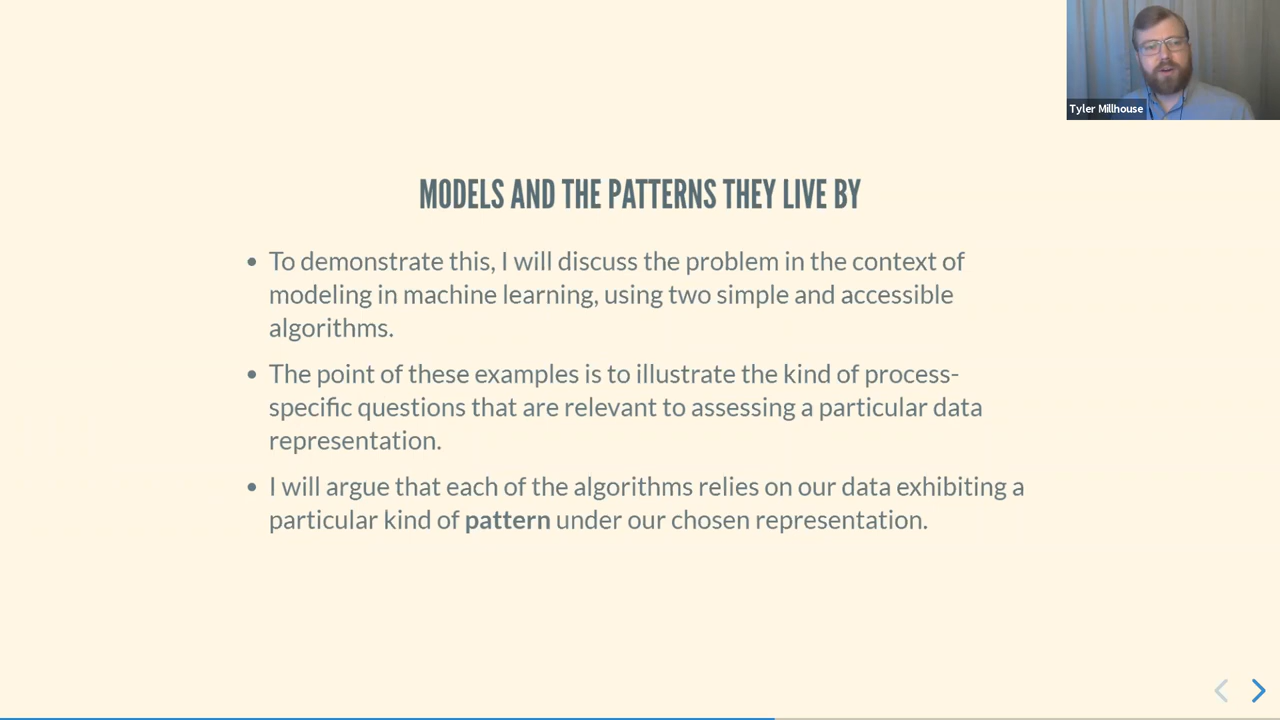 Tyler Millhouse
MODELS AND THE PATTERNS THEY LIVE BY
• To demonstrate this, I will discuss the problem in the context of
modeling in machine learning, using two simple and accessible
algorithms.
• The point of these examples is to illustrate the kind of process-
specific questions that are relevant to assessing a particular data
representation.
• I will argue that each of the algorithms relies on our data exhibiting a
particular kind of pattern under our chosen representation.